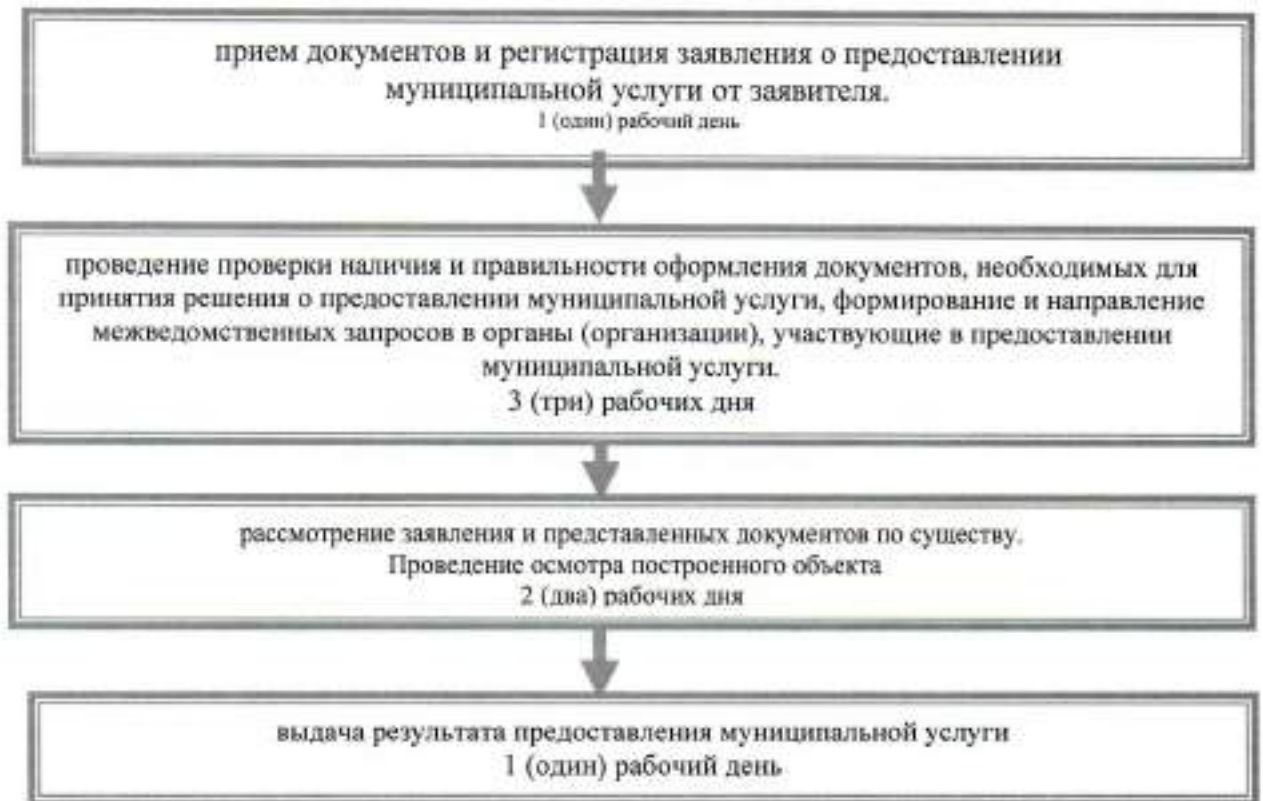 прием документов и регистрация заявления о предоставлении
муниципальной услуги от заявителя.
1 (один) рабочий день
проведение проверки наличия и правильности оформления документов, необходимых для
принятия решения о предоставлении муниципальной услуги, формирование и направление
межведомственных запросов в органы (организации), участвующие в предоставлении
муниципальной услуги.
3 (три) рабочих дня
рассмотрение заявления и представленных документов по существу.
Проведение осмотра построенного объекта
2 (два) рабочих дня
выдача результата предоставления муниципальной услуги
1 (один) рабочий день